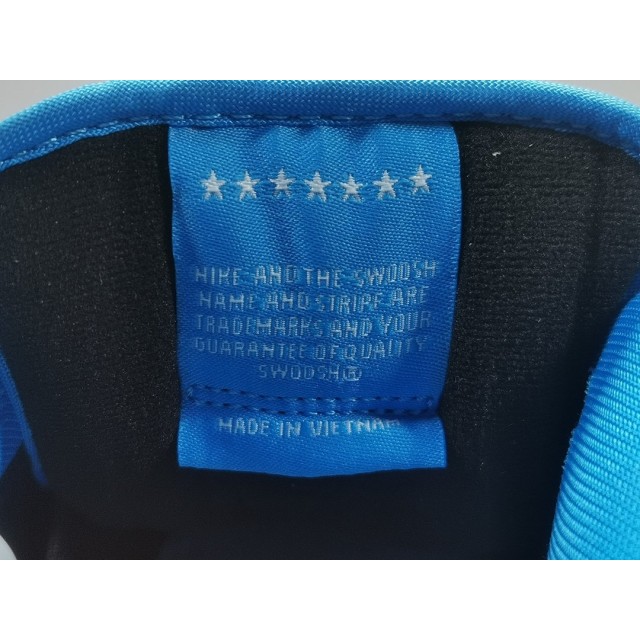 NIKE AND THE SWOOSH
NAME AND STRIPE ARE
TRADEMARKS AND YOUR
GUARANTEE OF QUALITY
SWOOSH®
MADE IN VIETNAM